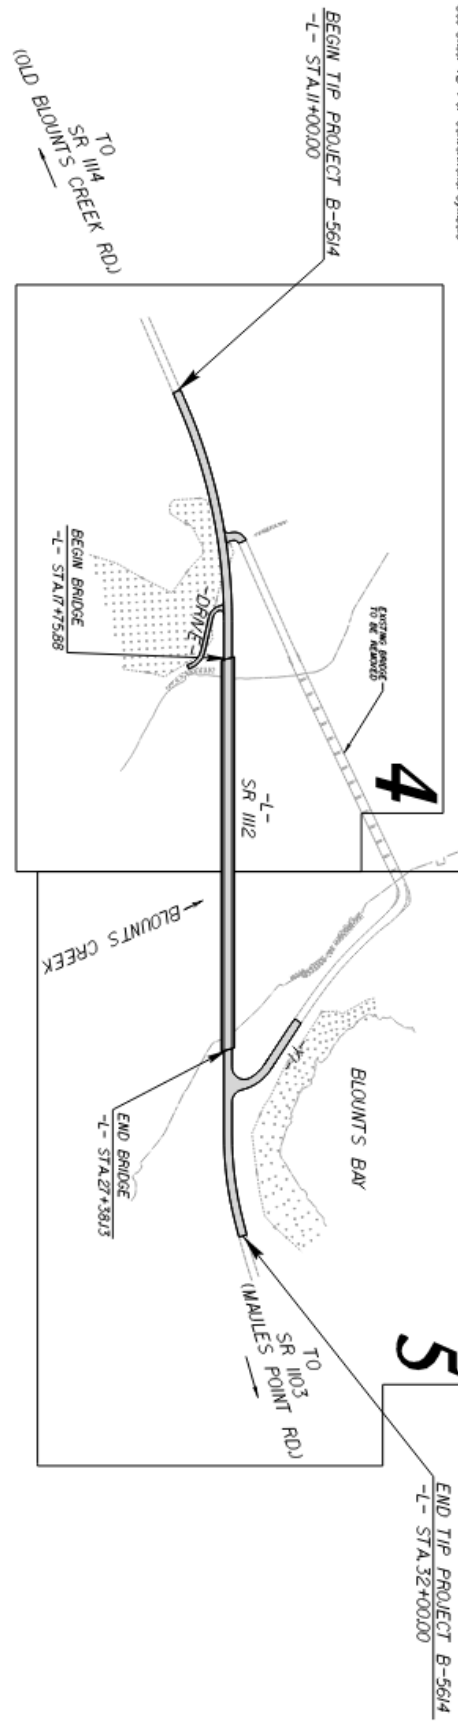 BEGIN TIP PROJECT B-5614
-L- STA.11+00.00
TO
SR 1114
(OLD BLOUNTS CREEK RD.)
BEGIN BRIDGE
-L- STA.17+75.88
-DRIVE-
EXISTING BRIDGE
TO BE REMOVED
4
-L-
SR 1112
BLOUNTS CREEK
-Y1-
BLOUNTS BAY
END BRIDGE
-L- STA.27+38.13
TO
SR 1103
(MAULES POINT RD.)
5
END TIP PROJECT B-5614
-L- STA.32+00.00